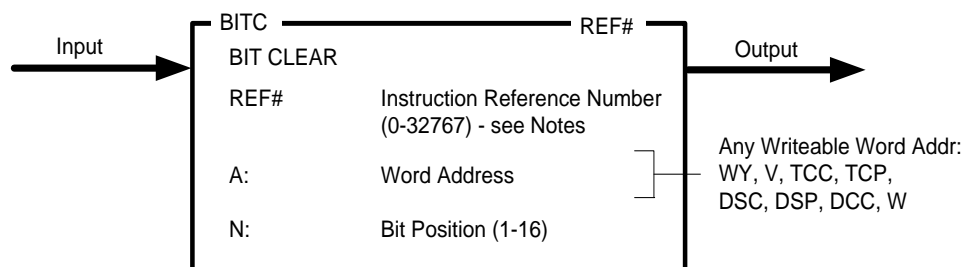 BITC REF#
Input
BIT CLEAR
Output
REF# Instruction Reference Number
(0-32767) - see Notes
A: Word Address
Any Writeable Word Addr:
WY, V, TCC, TCP,
DSC, DSP, DCC, W
N: Bit Position (1-16)